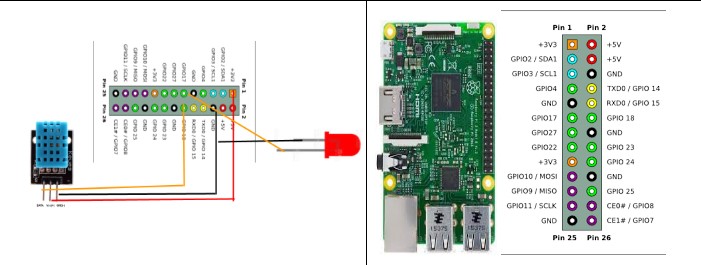 GND
GPIO11 / SCLK
GPIO9 / MISO
GPIO10 / MOSI
+3V3
GPIO22
GPIO27
GPIO17
GND
GPIO4
GPIO3 / SCL1
GPIO2 / SDA1
+3V3
Pin 25
Pin 1
Pin 26
Pin 2
CE1# / GPIO7
CE0# / GPIO8
GPIO 25
GND
GPIO 24
GPIO 23
GND
GPIO 18
RXD0 / GPIO 15
TXD0 / GPIO 14
GND
+5V
+5V
Pin 1 Pin 2
+3V3 +5V
GPIO2 / SDA1 +5V
GPIO3 / SCL1 GND
GPIO4 TXD0 / GPIO 14
GND RXD0 / GPIO 15
GPIO17 GPIO 18
GPIO27 GND
GPIO22 GPIO 23
+3V3 GPIO 24
GPIO10 / MOSI GND
GPIO9 / MISO GPIO 25
GPIO11 / SCLK CE0# / GPIO8
GND CE1# / GPIO7
Pin 25 Pin 26